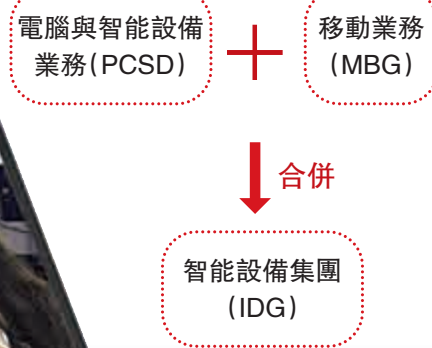 電腦與智能設備
業務(PCSD)
+
移動業務
(MBG)
合併
智能設備集團
(IDG)